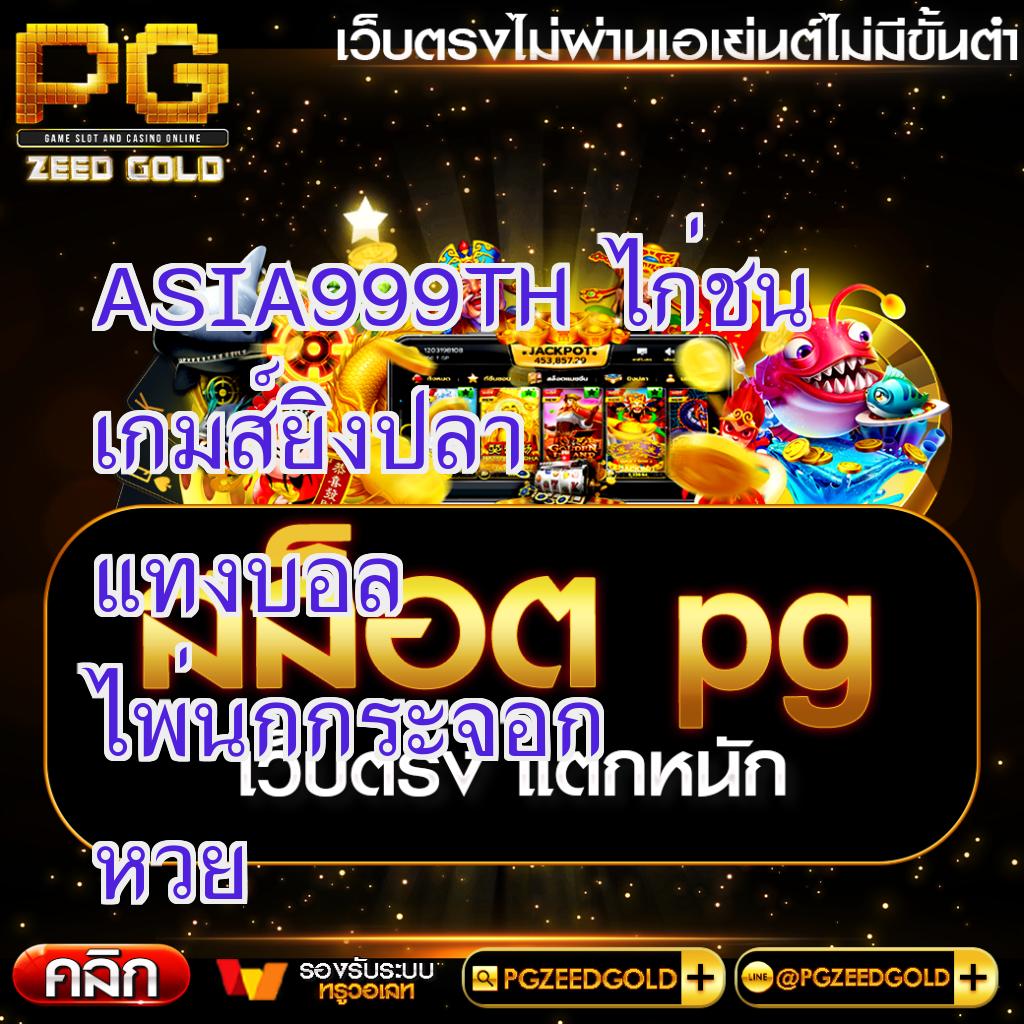 เว็บตรงไม่ผ่านเอเย่นต์ไม่มีขั้นต่ำ
PG
GAME SLOT AND CASINO ONLINE
ZEED GOLD
ASIA999TH ไก่ชน
JACKPOT
453,857.29
เกมส์ยิงปลา
แทงบอล
สล็อต pg
ไพ่นกกระจอก
เว็บตรง แตกหนัก
หวย
คลิก
รองรับระบบ
ทรูวอเลท
PGZEEDGOLD +
LINE @PGZEEDGOLD +